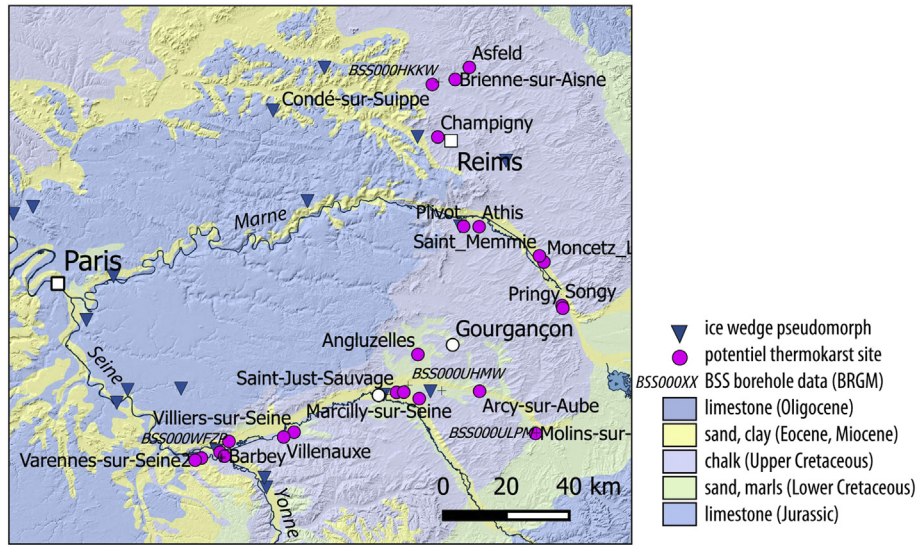 Asfeld
BSS000HKKW
Brienne-sur-Aisne
Condé-sur-Suippe
Champigny
Reims
Marne
Plivot
Athis
Saint_Memmie
Moncetz_L
Paris
Pringy
Songy
Gourgançon
Angluzelles
Seine
BSS000UHMW
Saint-Just-Sauvage
Arcy-sur-Aube
Marcilly-sur-Seine
Villiers-sur-Seine
BSS000ULPM
Molins-sur-
BSS000WFZP
Villenauxe
Varennes-sur-Seine2
Barbey
Yonne
0 20 40 km
ice wedge pseudomorph
potentiel thermokarst site
BSS000XX BSS borehole data (BRGM)
limestone (Oligocene)
sand, clay (Eocene, Miocene)
chalk (Upper Cretaceous)
sand, marls (Lower Cretaceous)
limestone (Jurassic)